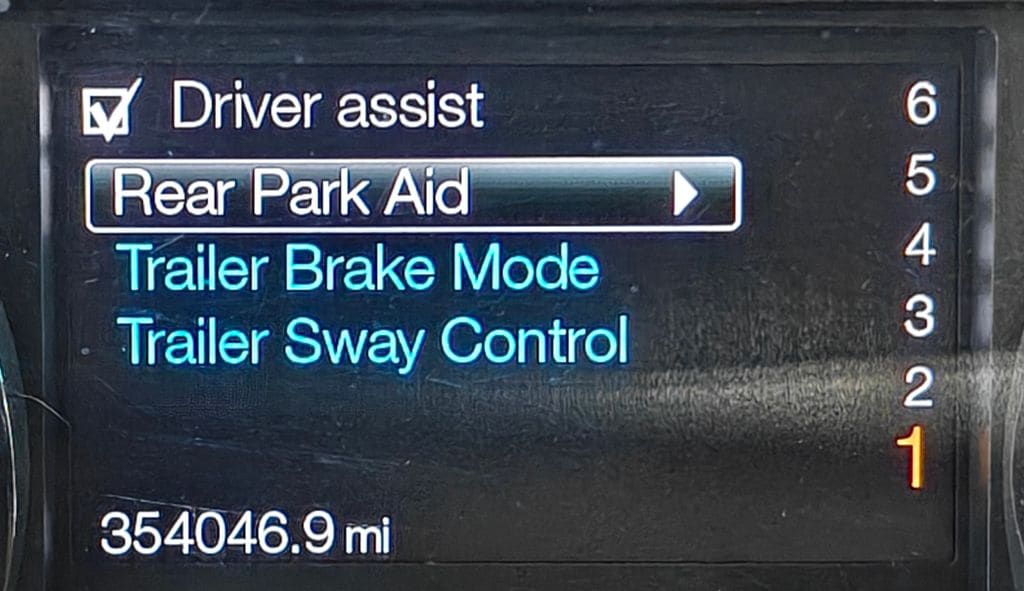 Driver assist
Rear Park Aid
Trailer Brake Mode
Trailer Sway Control
354046.9 mi
6
5
4
3
2
1